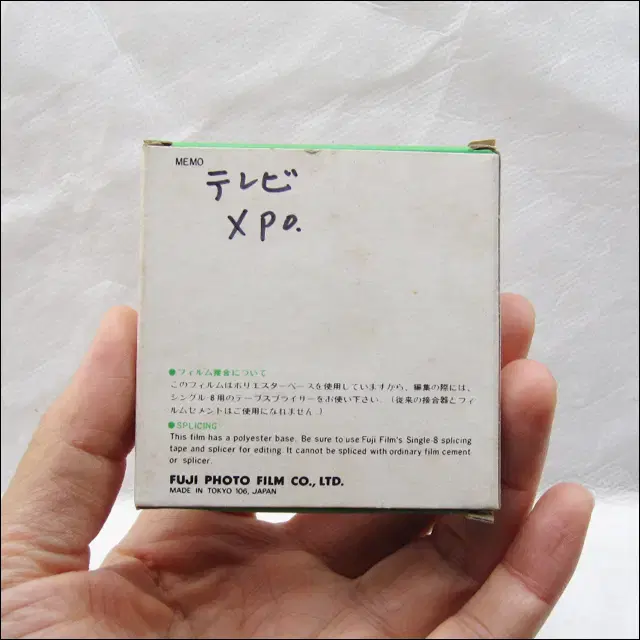 MEMO
テレビ
X P O.
●フィルム接合について
このフィルムはポリエステルベースを使用していますから、編集の際には、
シングル-8用のテープスプライサーをお使い下さい。(従来の接合器とフィ
ルムセメントはご使用になれません。)
●SPLICING
This film has a polyester base. Be sure to use Fuji Film's Single-8 splicing
tape and splicer for editing. It cannot be spliced with ordinary film cement
or splicer.
FUJI PHOTO FILM CO., LTD.
MADE IN TOKYO 106, JAPAN